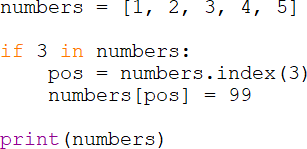 numbers = [1, 2, 3, 4, 5]
if 3 in numbers:
    pos = numbers.index(3)
    numbers[pos] = 99
print(numbers)